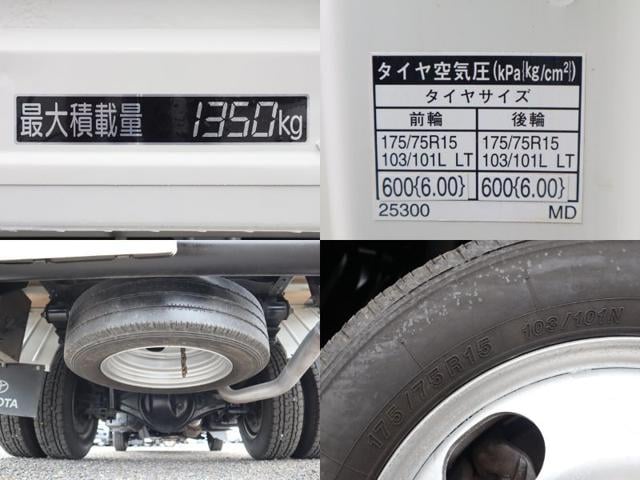 最大積載量 1350kg
タイヤ空気圧(kPa{kg/cm²})
タイヤサイズ
前輪 後輪
175/75R15 175/75R15
103/101L LT 103/101L LT
600{6.00} 600{6.00}
25300 MD
OTA
175/75R15 103/101N